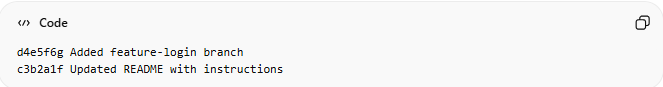 </> Code
d4e5f6g Added feature-login branch
c3b2a1f Updated README with instructions